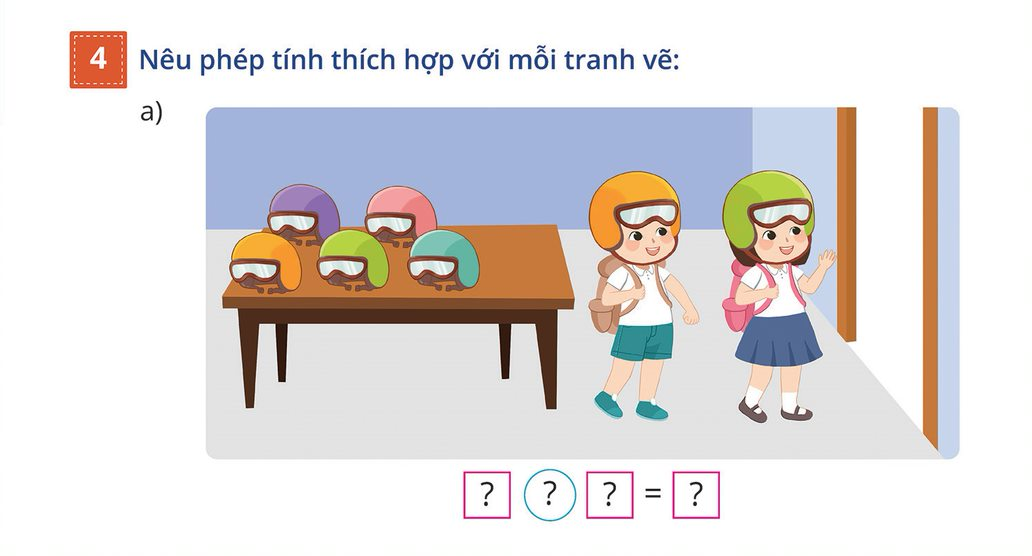 4 Nêu phép tính thích hợp với mỗi tranh vẽ:
a)
? ? ? = ?